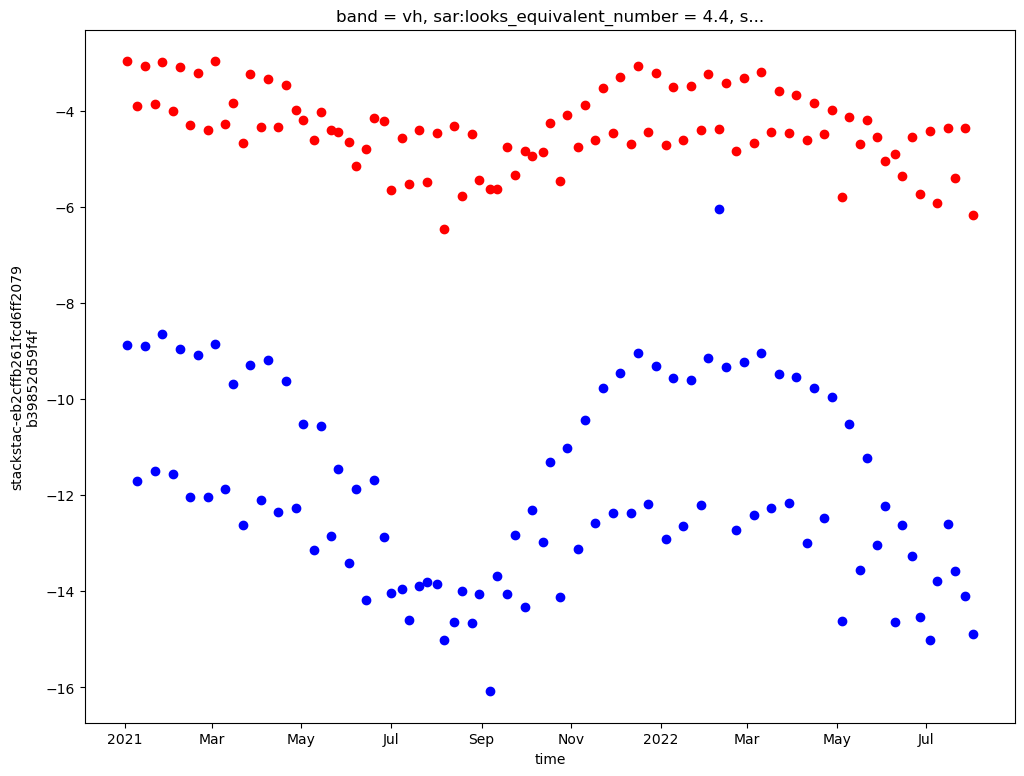 band = vh, sar:looks_equivalent_number = 4.4, s...
stackstac-eb2cffb261fcd6ff2079
b39852d59f4f
−4
−6
−8
−10
−12
−14
−16
2021
Mar
May
Jul
Sep
Nov
2022
Mar
May
Jul
time